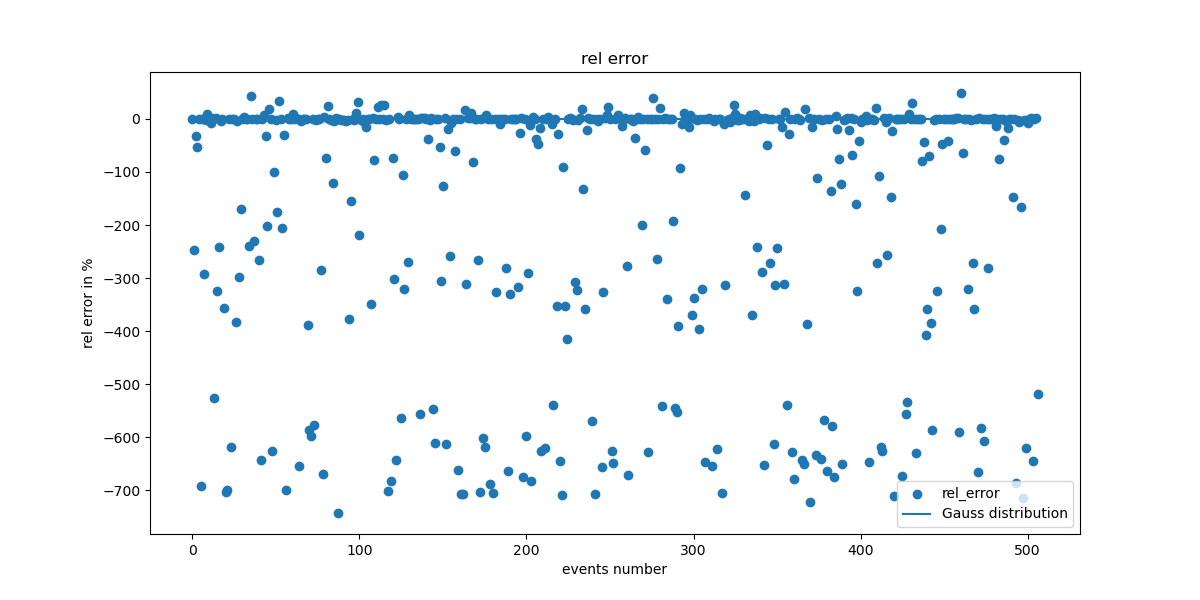 rel error
0
−100
−200
−300
−400
−500
−600
−700
rel error in %
0
100
200
300
400
500
events number
rel_error
Gauss distribution